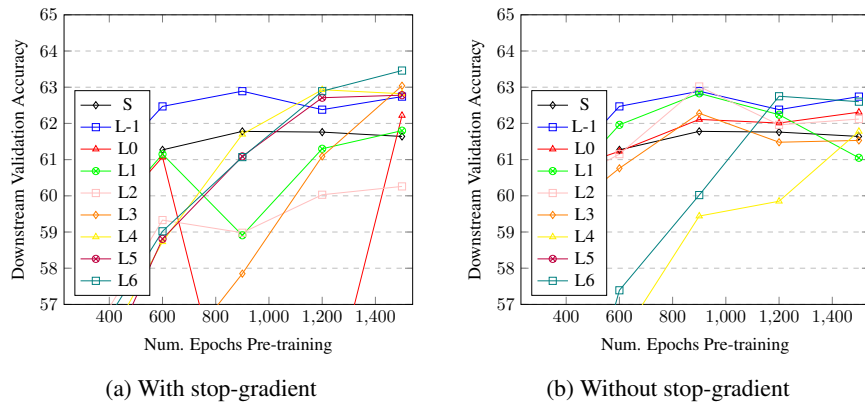 65
64
63
62
61
60
59
58
57
Downstream Validation Accuracy
S
L-1
L0
L1
L2
L3
L4
L5
L6
400 600 800 1,000 1,200 1,400
Num. Epochs Pre-training
(a) With stop-gradient
65
64
63
62
61
60
59
58
57
Downstream Validation Accuracy
S
L-1
L0
L1
L2
L3
L4
L5
L6
400 600 800 1,000 1,200 1,400
Num. Epochs Pre-training
(b) Without stop-gradient